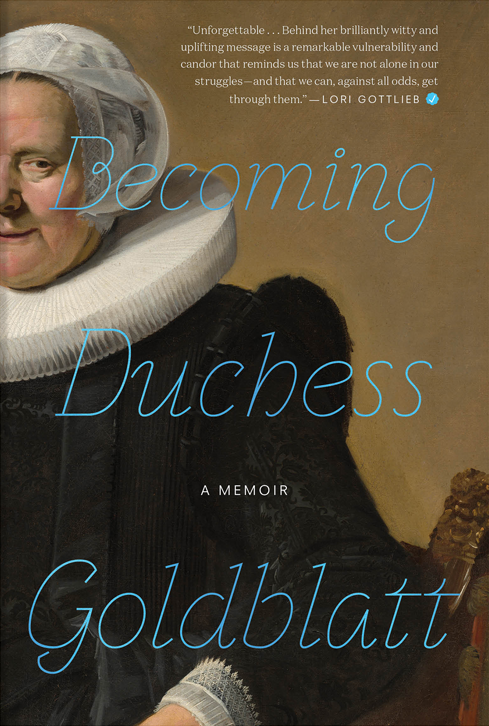 “Unforgettable . . . Behind her brilliantly witty and
uplifting message is a remarkable vulnerability and
candor that reminds us that we are not alone in our
struggles—and that we can, against all odds, get
through them.” — LORI GOTTLIEB
Becoming
Duchess
A MEMOIR
Goldblatt